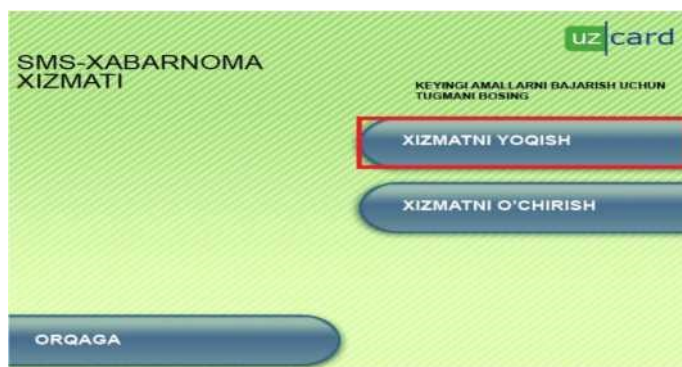 uzcard
SMS-XABARNOMA
XIZMATI
KEYINGI AMALLARNI BAJARISH UCHUN
TUGMANI BOSING
XIZMATNI YOQISH
XIZMATNI O'CHIRISH
ORQAGA